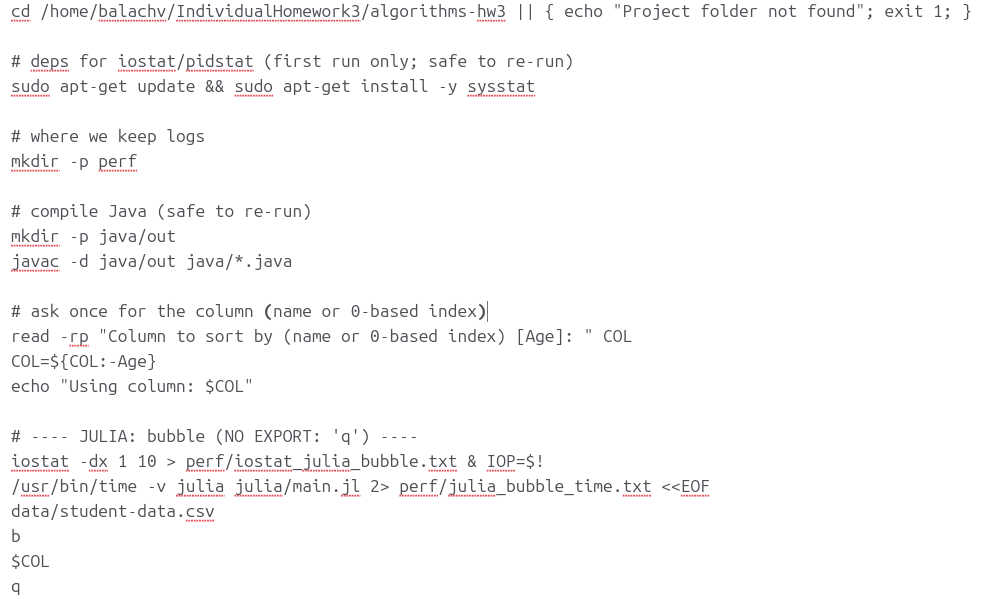 cd /home/balachv/IndividualHomework3/algorithms-hw3 || { echo "Project folder not found"; exit 1; }
# deps for iostat/pidstat (first run only; safe to re-run)
sudo apt-get update && sudo apt-get install -y sysstat
# where we keep logs
mkdir -p perf
# compile Java (safe to re-run)
mkdir -p java/out
javac -d java/out java/*.java
# ask once for the column (name or 0-based index)
read -rp "Column to sort by (name or 0-based index) [Age]: " COL
COL=${COL:-Age}
echo "Using column: $COL"
# ---- JULIA: bubble (NO EXPORT: 'q') ----
iostat -dx 1 10 > perf/iostat_julia_bubble.txt & IOP=$!
/usr/bin/time -v julia julia/main.jl 2> perf/julia_bubble_time.txt <<EOF
data/student-data.csv
b
$COL
q